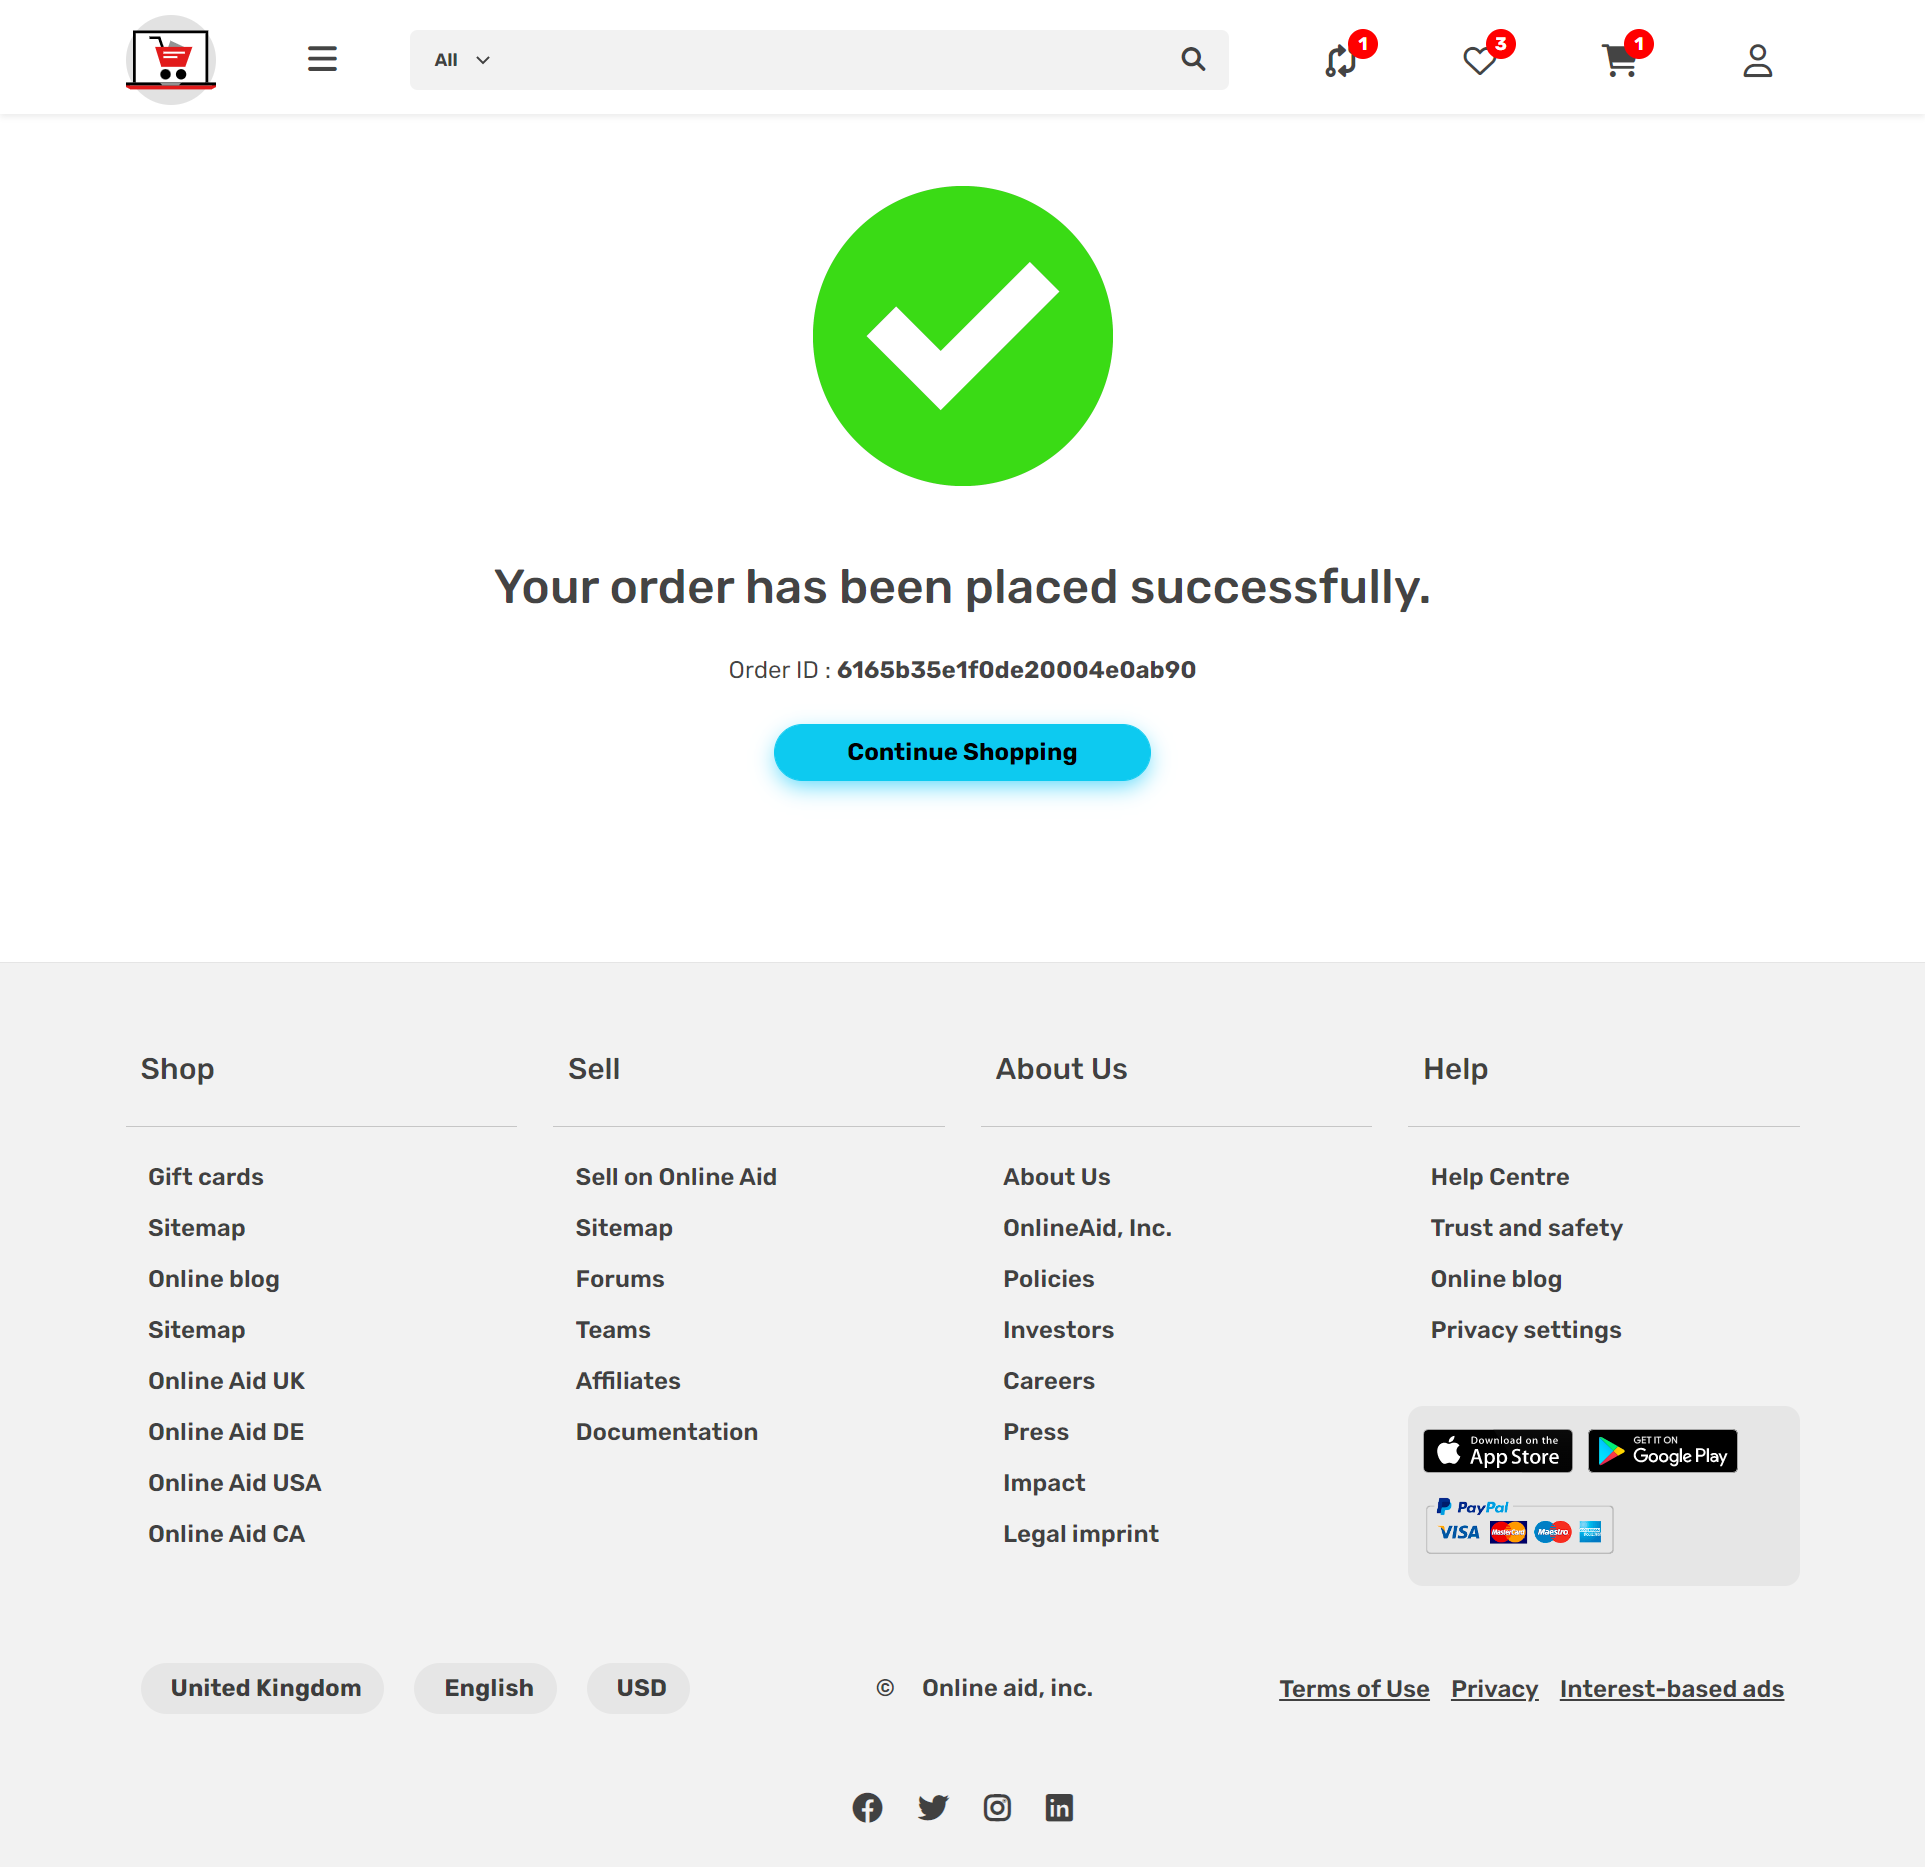 All
1
3
1
Your order has been placed successfully.
Order ID : 6165b35e1f0de20004e0ab90
Continue Shopping
Shop
Gift cards
Sitemap
Online blog
Sitemap
Online Aid UK
Online Aid DE
Online Aid USA
Online Aid CA
Sell
Sell on Online Aid
Sitemap
Forums
Teams
Affiliates
Documentation
About Us
About Us
OnlineAid, Inc.
Policies
Investors
Careers
Press
Impact
Legal imprint
Help
Help Centre
Trust and safety
Online blog
Privacy settings
Download on the
App Store
GET IT ON
Google Play
PayPal
VISA MasterCard Maestro
United Kingdom English USD
© Online aid, inc.
Terms of Use Privacy Interest-based ads